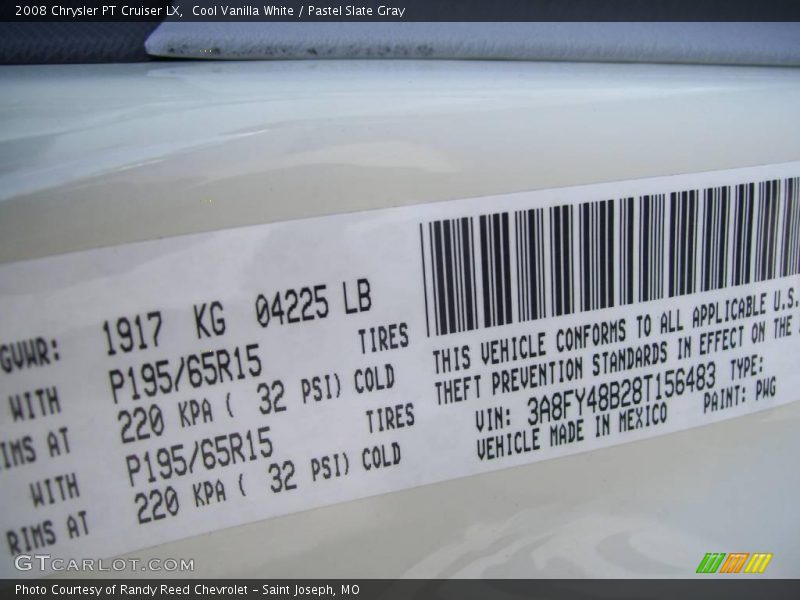 2008 Chrysler PT Cruiser LX, Cool Vanilla White / Pastel Slate Gray
GVWR: 1917 KG 04225 LB
WITH P195/65R15 TIRES
RIMS AT 220 KPA ( 32 PSI) COLD
WITH P195/65R15 TIRES
RIMS AT 220 KPA ( 32 PSI) COLD
THIS VEHICLE CONFORMS TO ALL APPLICABLE U.S.
THEFT PREVENTION STANDARDS IN EFFECT ON THE
VIN: 3A8FY48B28T156483 TYPE:
VEHICLE MADE IN MEXICO PAINT: PWG
GTCARLOT.COM
Photo Courtesy of Randy Reed Chevrolet - Saint Joseph, MO